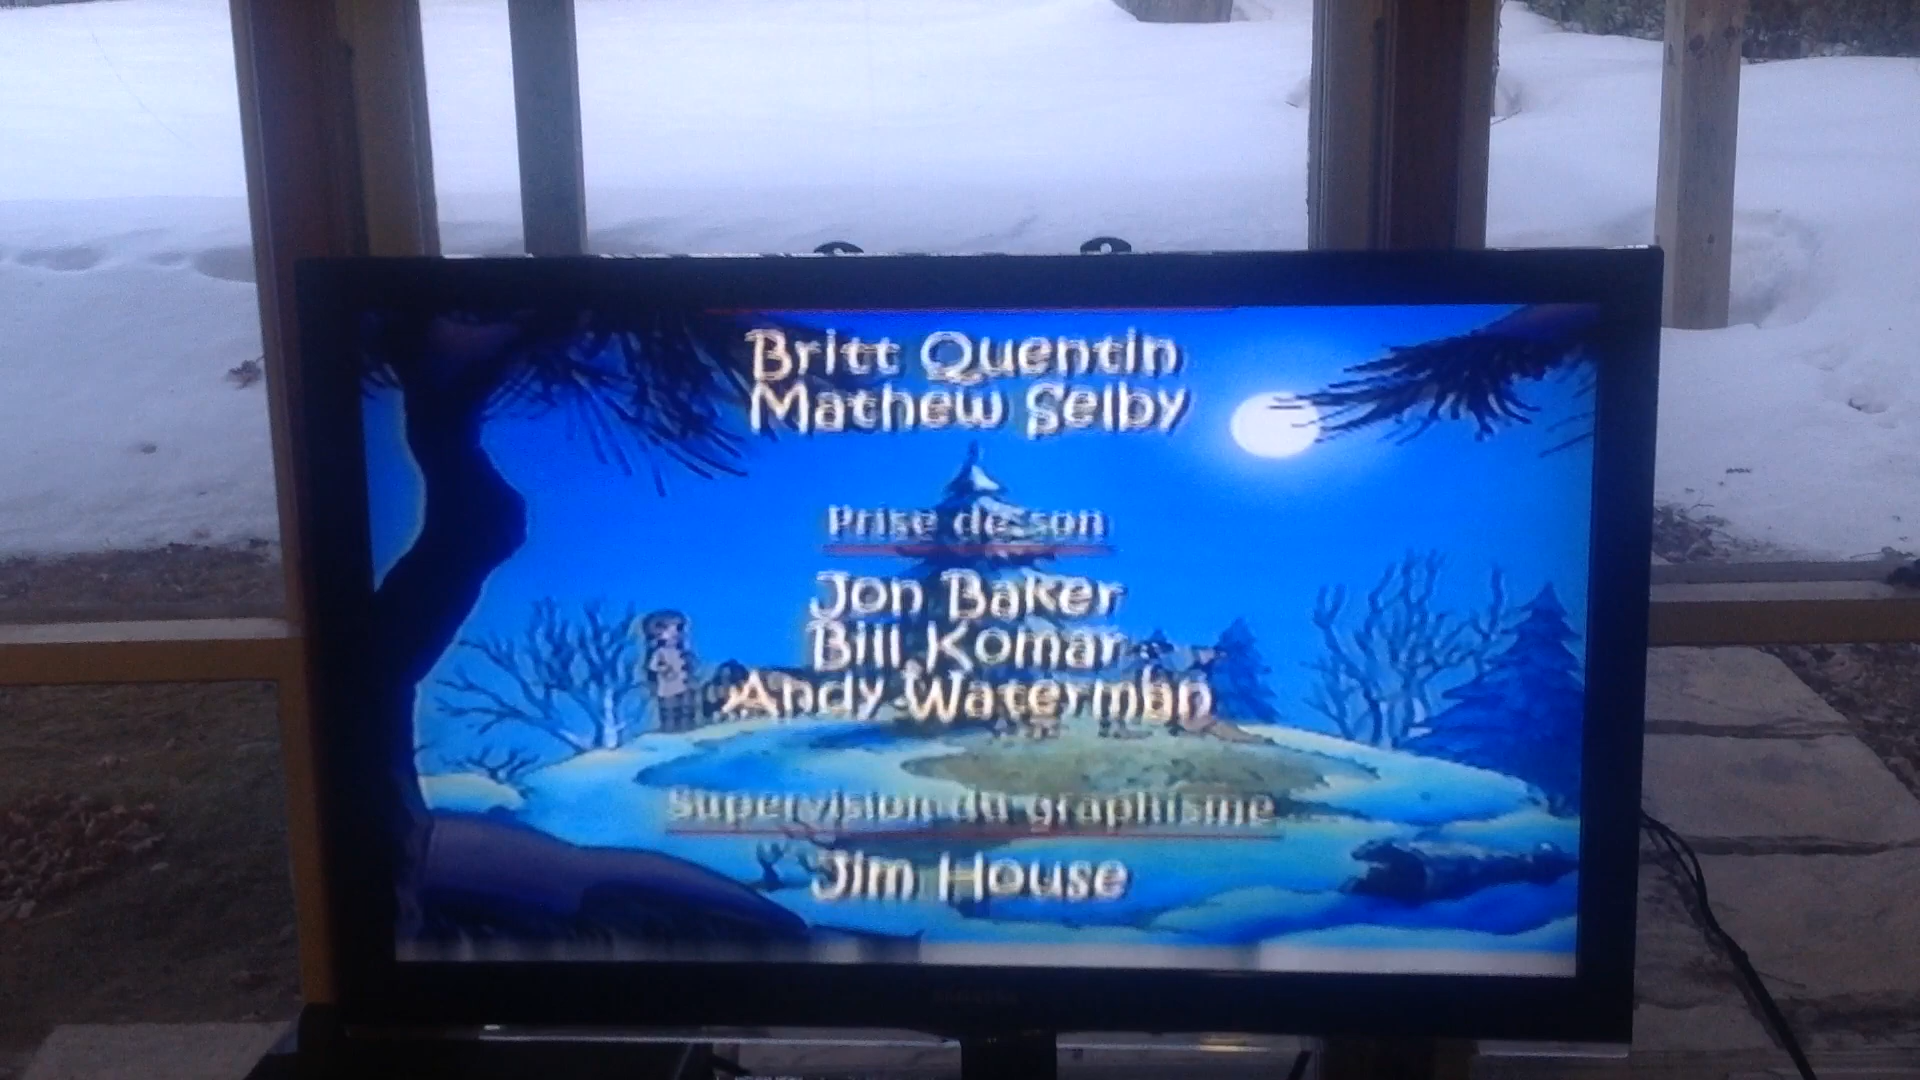 Britt Quentin
Mathew Selby
Prise de son
Jon Baker
Bill Komar
Andy Waterman
Supervision du graphisme
Jim House